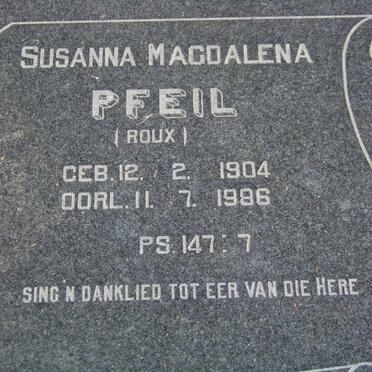 SUSANNA MAGDALENA
PFEIL
(ROUX)
GEB. 12. 2. 1904
OORL. 11. 7. 1986
PS. 147:7
SING 'N DANKLIED TOT EER VAN DIE HERE